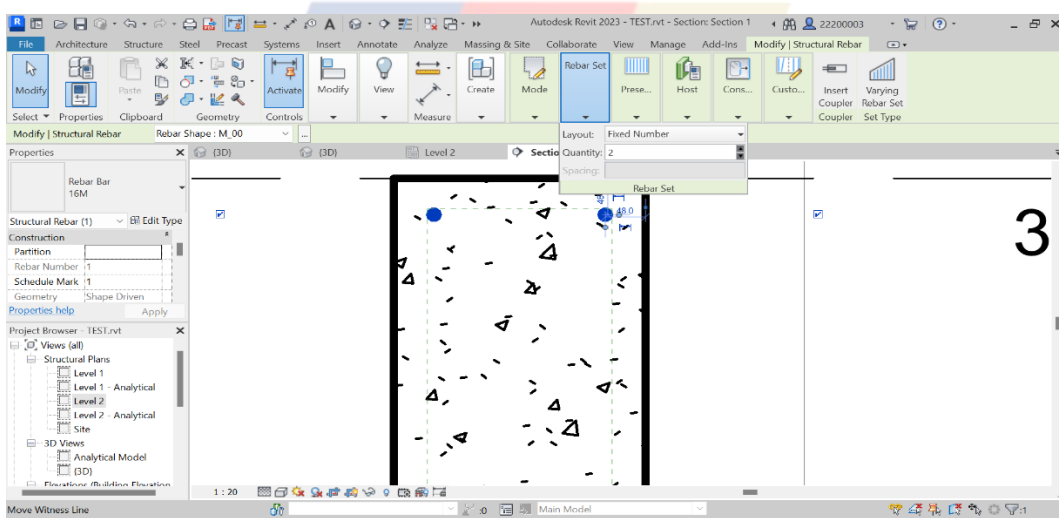 Autodesk Revit 2023 - TEST.rvt - Section: Section 1
22200003
File Architecture Structure Steel Precast Systems Insert Annotate Analyze Massing & Site Collaborate View Manage Add-Ins Modify | Structural Rebar
Modify Paste Activate Modify View Create Mode Rebar Set Prese... Host Cons... Custo... Insert Coupler Varying Rebar Set
Select Properties Clipboard Geometry Controls Measure Coupler Set Type
Modify | Structural Rebar Rebar Shape : M_00 ...
Layout: Fixed Number
Quantity: 2
Spacing:
Rebar Set
Properties {3D} {3D} Level 2 Sectio
Rebar Bar
16M
Structural Rebar (1) Edit Type
Construction
Partition
Rebar Number 1
Schedule Mark 1
Geometry Shape Driven
Properties help Apply
48.0
3
Project Browser - TEST.rvt
Views (all)
Structural Plans
Level 1
Level 1 - Analytical
Level 2
Level 2 - Analytical
Site
3D Views
Analytical Model
{3D}
Elevations (Building Elevation
1 : 20
Move Witness Line :0 Main Model :1